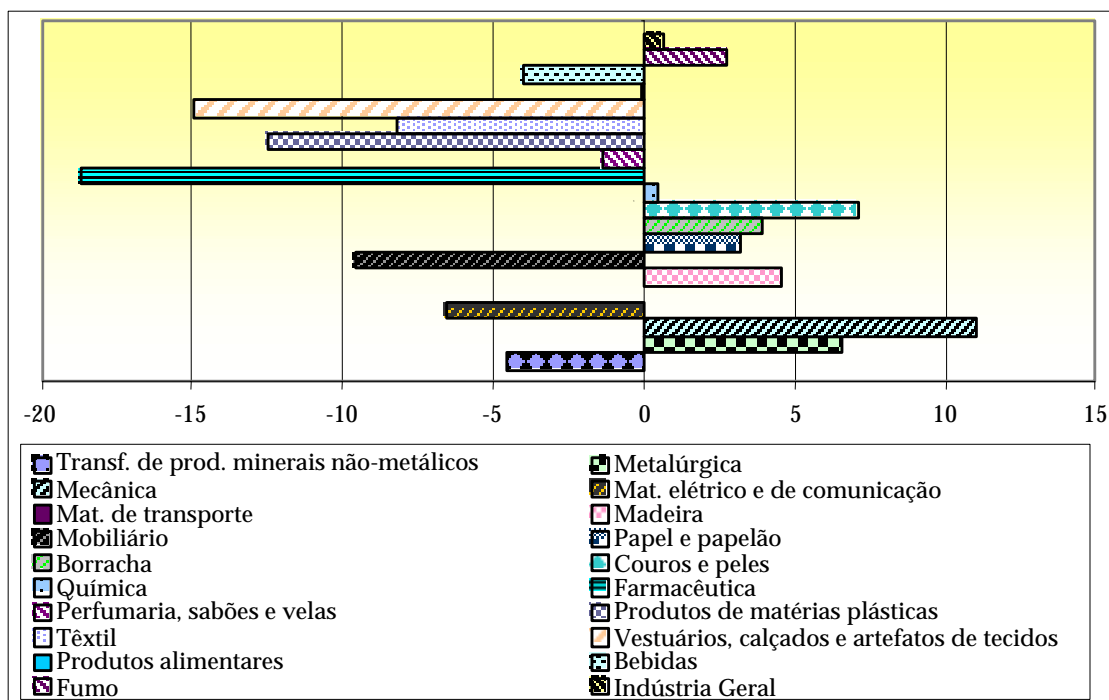 -20 -15 -10 -5 0 5 10 15
Transf. de prod. minerais não-metálicos Metalúrgica
Mecânica Mat. elétrico e de comunicação
Mat. de transporte Madeira
Mobiliário Papel e papelão
Borracha Couros e peles
Química Farmacêutica
Perfumaria, sabões e velas Produtos de matérias plásticas
Têxtil Vestuários, calçados e artefatos de tecidos
Produtos alimentares Bebidas
Fumo Indústria Geral